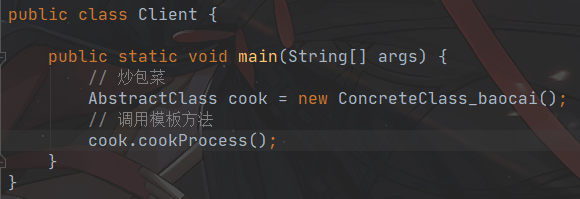 public class Client {
public static void main(String[] args) {
// 炒包菜
AbstractClass cook = new ConcreteClass_baocai();
// 调用模板方法
cook.cookProcess();
}
}